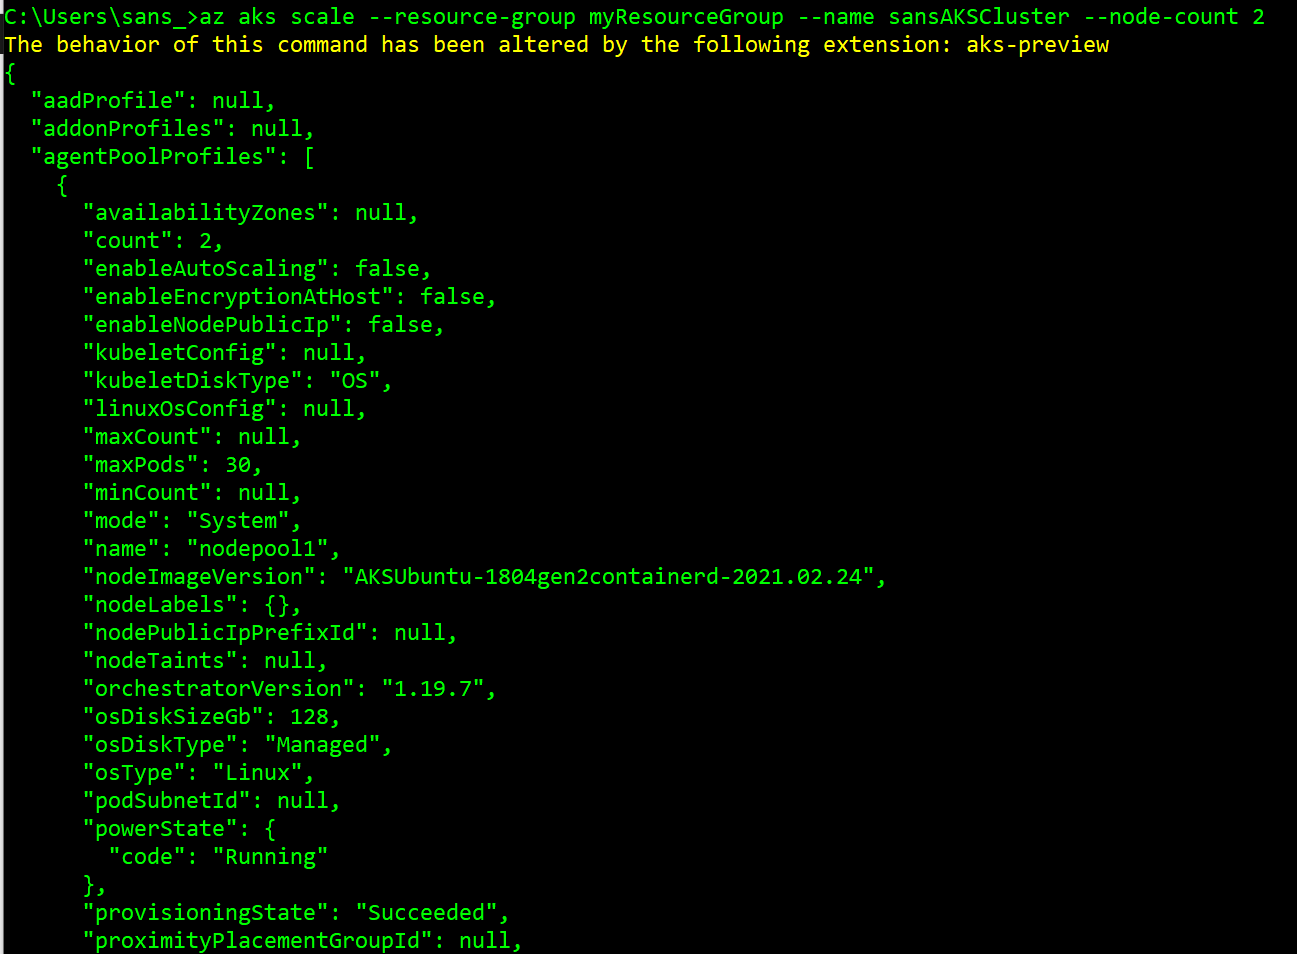 C:\Users\sans_>az aks scale --resource-group myResourceGroup --name sansAKSCluster --node-count 2
The behavior of this command has been altered by the following extension: aks-preview
{
  "aadProfile": null,
  "addonProfiles": null,
  "agentPoolProfiles": [
    {
      "availabilityZones": null,
      "count": 2,
      "enableAutoScaling": false,
      "enableEncryptionAtHost": false,
      "enableNodePublicIp": false,
      "kubeletConfig": null,
      "kubeletDiskType": "OS",
      "linuxOsConfig": null,
      "maxCount": null,
      "maxPods": 30,
      "minCount": null,
      "mode": "System",
      "name": "nodepool1",
      "nodeImageVersion": "AKSUbuntu-1804gen2containerd-2021.02.24",
      "nodeLabels": {},
      "nodePublicIpPrefixId": null,
      "nodeTaints": null,
      "orchestratorVersion": "1.19.7",
      "osDiskSizeGb": 128,
      "osDiskType": "Managed",
      "osType": "Linux",
      "podSubnetId": null,
      "powerState": {
        "code": "Running"
      },
      "provisioningState": "Succeeded",
      "proximityPlacementGroupId": null,